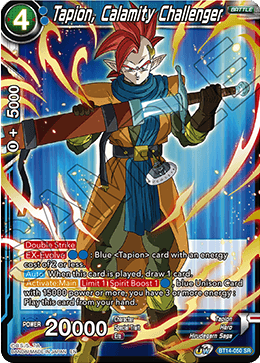 4
Tapion, Calamity Challenger
BATTLE
0 + 5000
Double Strike
EX-Evolve : Blue <Tapion> card with an energy
cost of 2 or less.
Auto When this card is played, draw 1 card.
Activate Main Limit 1 Spirit Boost 1 : blue Unison Card
with 15000 power or more, you have 3 or more energy :
Play this card from your hand.
POWER
20000
Character
Tapion
Hero
Hirudegarn Saga
BT14-050 SR